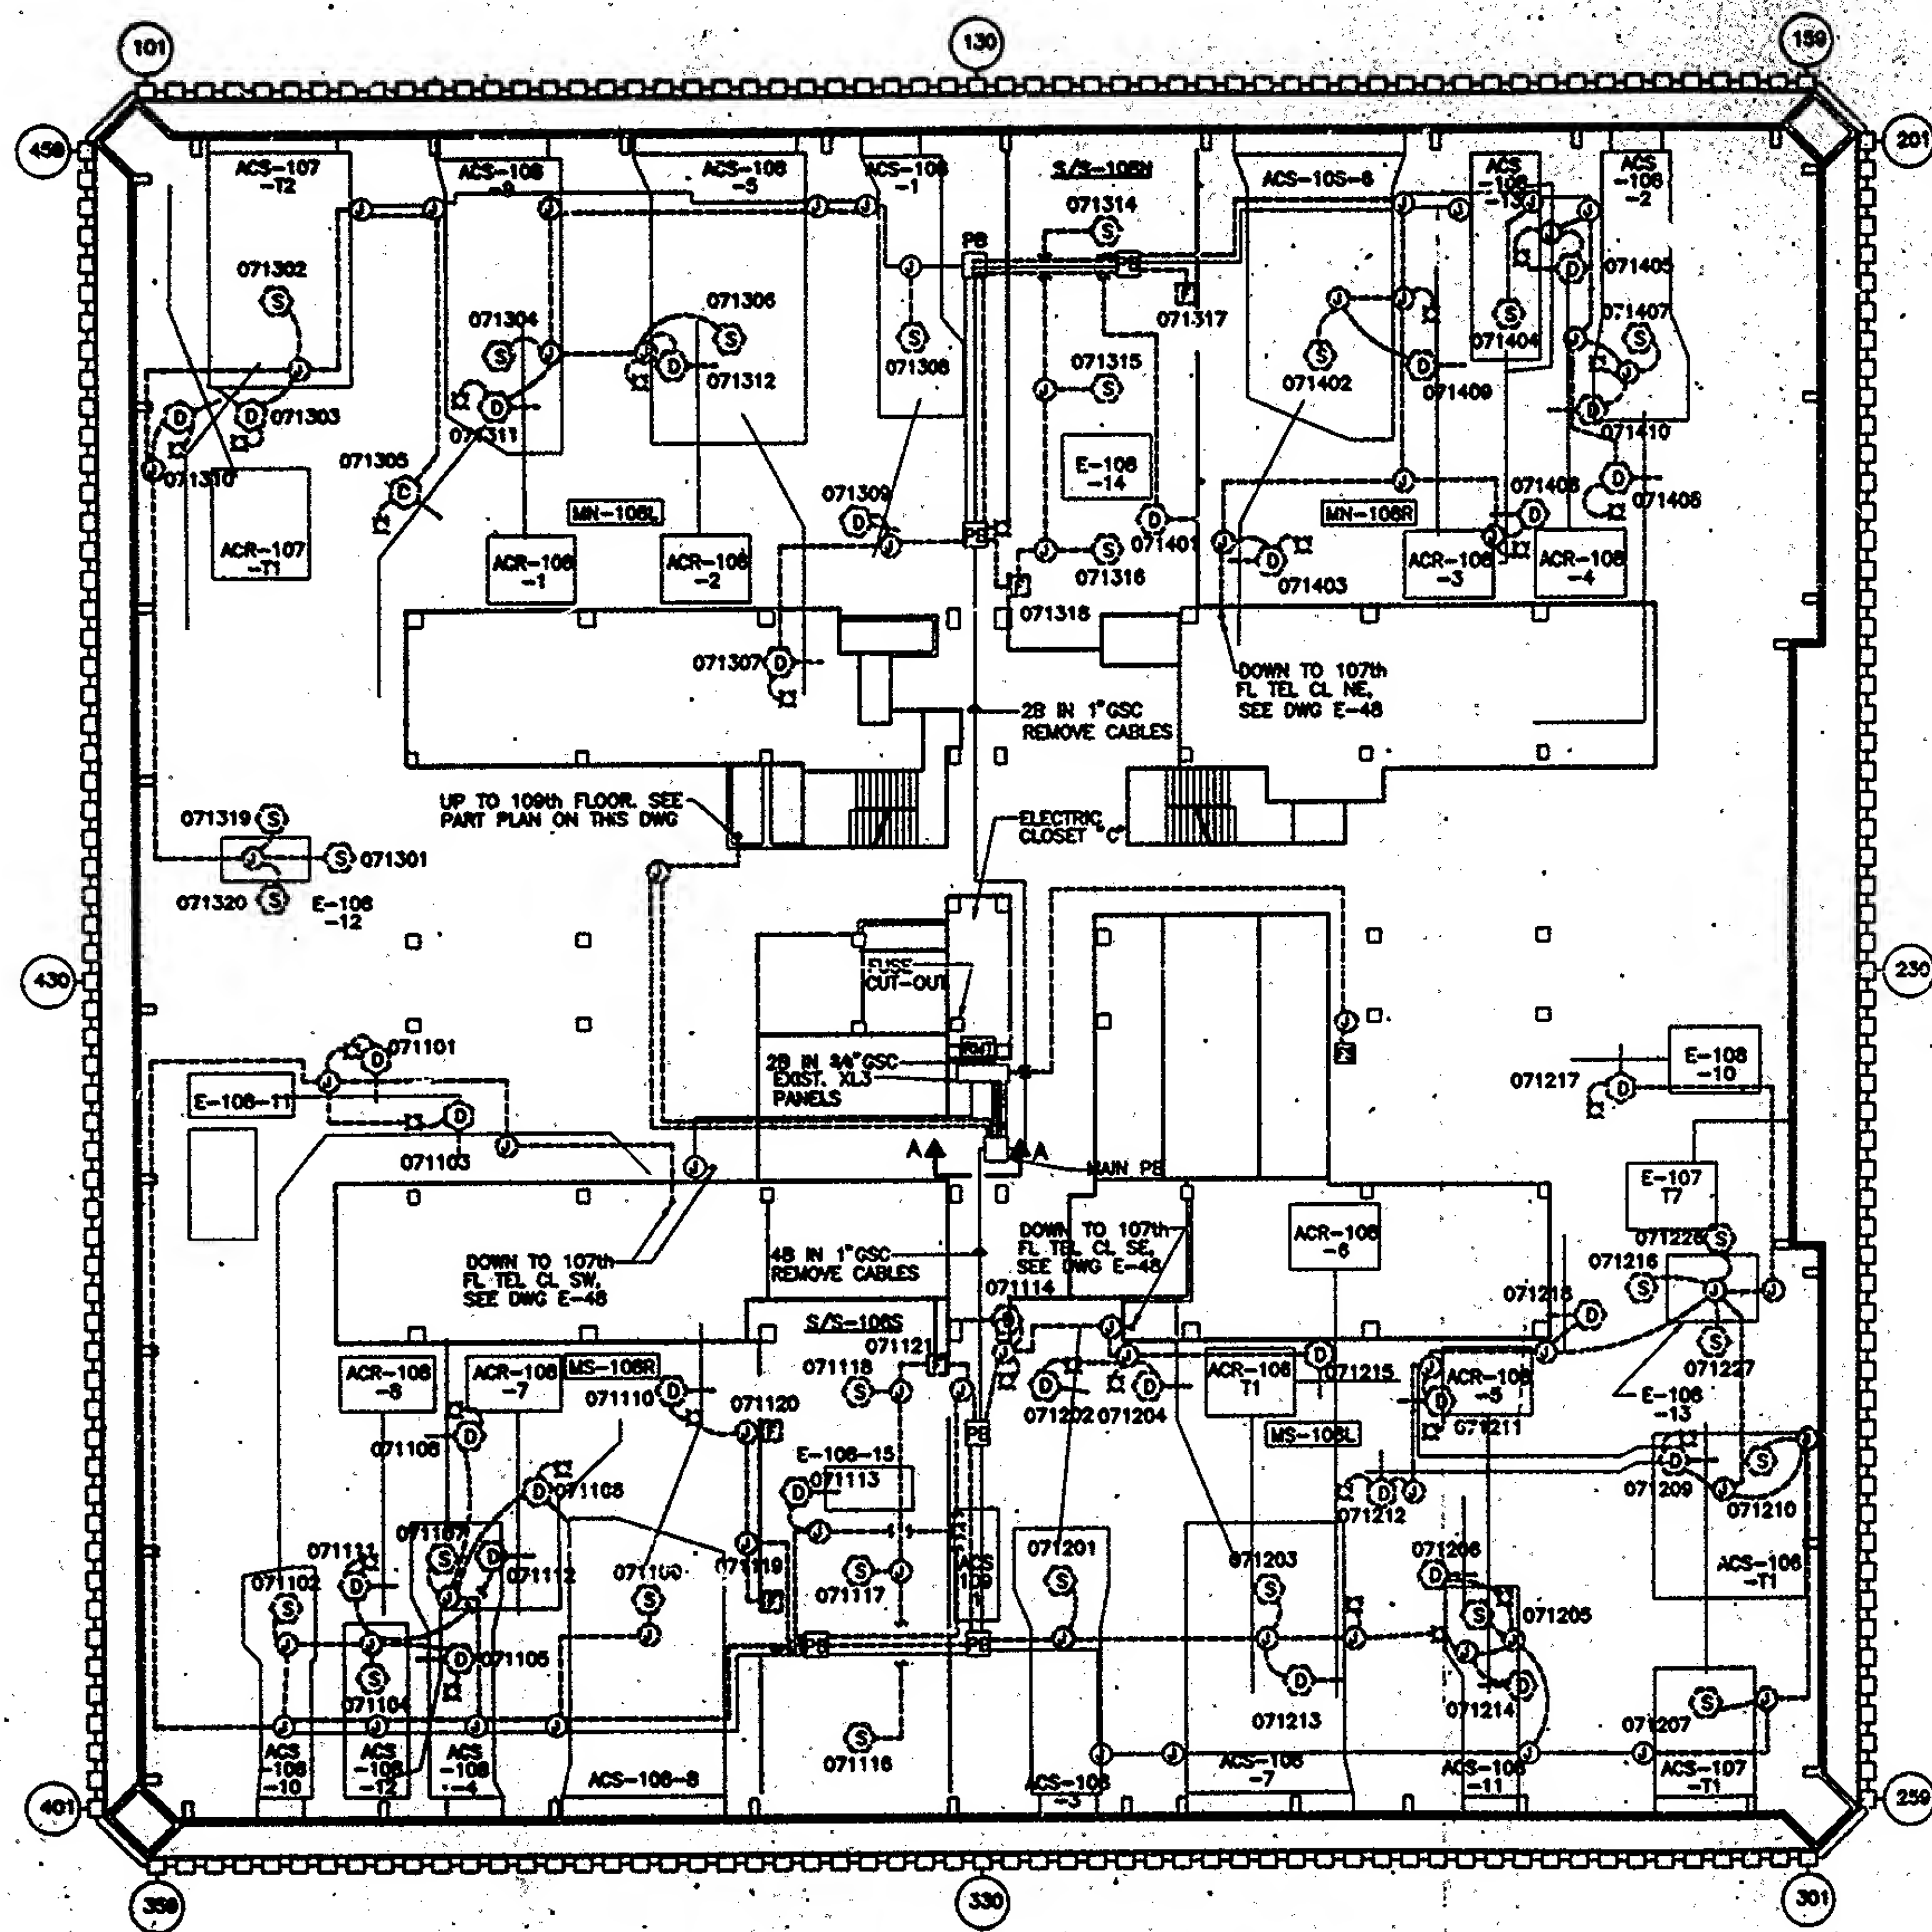 101
130
159
458
201
ACS-107
-T2
ACS-108
-9
ACS-108
-5
ACS-108
-1
S/S-108N
071314
ACS-108-6
ACS
-108
-13
ACS
-108
-2
PB
PB
071302
071304
071306
071308
071317
071315
071402
071404
071405
071407
071312
071409
071303
071311
071410
071310
071305
E-108
-14
071309
MN-108L
MN-108R
071406
071408
071401
PB
ACR-107
-T1
ACR-108
-1
ACR-108
-2
071316
071403
ACR-108
-3
ACR-108
-4
071318
071307
DOWN TO 107th
FL TEL CL NE,
SEE DWG E-48
2B IN 1" GSC
REMOVE CABLES
UP TO 109th FLOOR. SEE
PART PLAN ON THIS DWG
ELECTRIC
CLOSET "C"
071319
071301
071320
E-108
-12
430
230
FUSE
CUT-OUT
071101
2B IN 3/4" GSC
EXIST. XL3
PANELS
E-108-11
071103
E-108
-10
071217
A
A
MAIN PB
E-107
T7
DOWN TO 107th
FL TEL CL SW,
SEE DWG E-48
4B IN 1" GSC
REMOVE CABLES
DOWN TO 107th
FL TEL CL SE,
SEE DWG E-48
ACR-108
-6
071226
071216
071114
071218
S/S-108S
071121
071227
ACR-108
-8
ACR-108
-7
MS-108R
071110
071118
071120
071202
071204
ACR-108
T1
071215
ACR-108
-5
071211
E-108
-13
PB
MS-108L
071106
E-108-15
071113
071108
071212
071209
071210
071107
071111
071112
071102
071109
071119
071117
ACS
109
071201
071203
071206
ACS-108
-T1
071205
PB
PB
071105
071104
071213
071214
071207
071116
ACS
-108
-10
ACS
-108
-12
ACS
-108
-4
ACS-108-8
ACS-108
-3
ACS-108
-7
ACS-108
-11
ACS-107
-T1
401
259
359
330
301